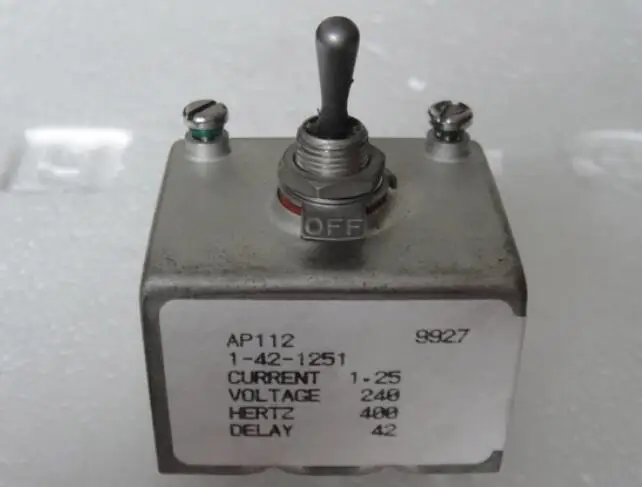 OFF
AP112 9927
1-42-1251
CURRENT 1.25
VOLTAGE 240
HERTZ 400
DELAY 42